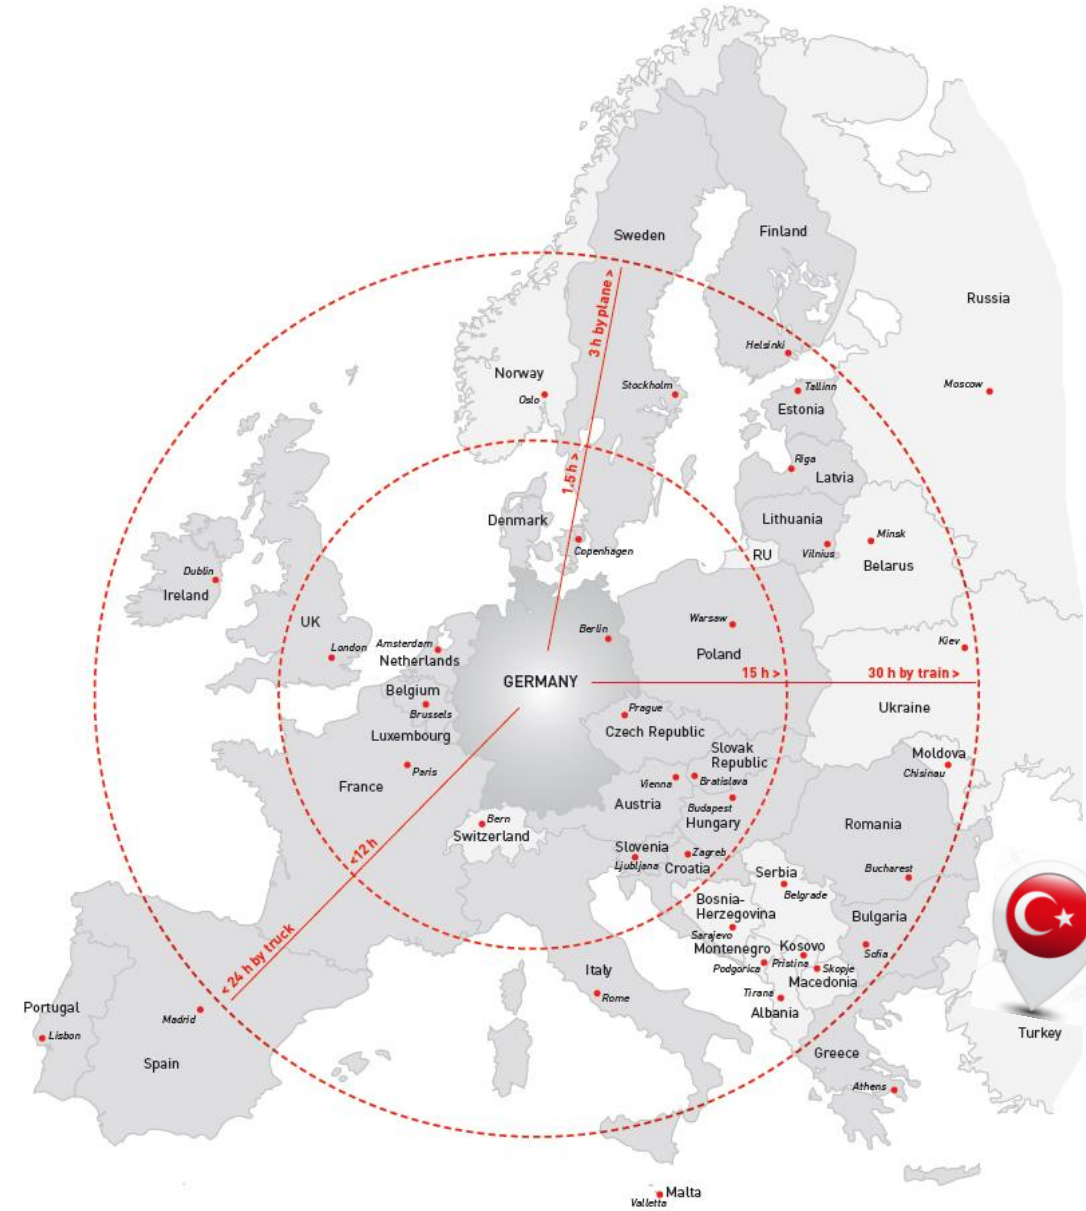 Sweden
Finland
3 h by plane >
Russia
Helsinki
Norway
Stockholm
Moscow
Oslo
Tallinn
Estonia
1.5 h >
Riga
Latvia
Denmark
Lithuania
Copenhagen
Vilnius
Minsk
RU
Belarus
Dublin
Ireland
UK
Warsaw
Berlin
Amsterdam
London
Netherlands
Poland
Kiev
GERMANY
15 h >
30 h by train >
Belgium
Brussels
Prague
Ukraine
Luxembourg
Czech Republic
Slovak
Republic
Moldova
Chisinau
France
Paris
Vienna
Bratislava
Austria
Budapest
Hungary
Bern
Switzerland
Romania
Slovenia
Ljubljana
Zagreb
Croatia
<12 h
Serbia
Belgrade
Bucharest
Bosnia-
Herzegovina
Bulgaria
Sarajevo
Montenegro
Kosovo
Sofia
< 24 h by truck
Podgorica
Pristina
Skopje
Macedonia
Italy
Rome
Tirana
Albania
Portugal
Lisbon
Madrid
Spain
Turkey
Greece
Athens
Malta
Valletta